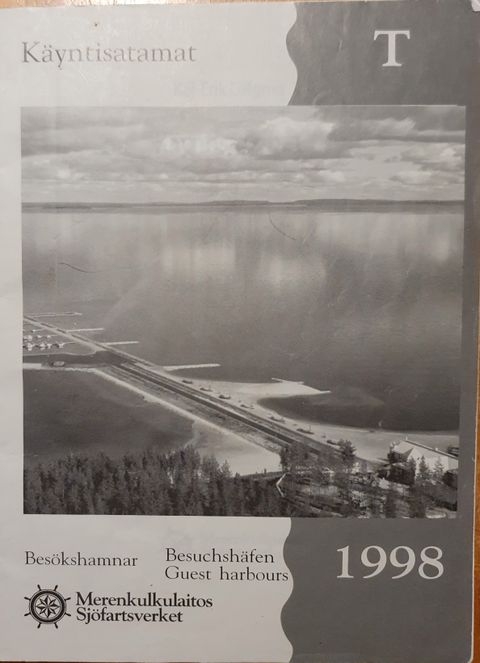 Käyntisatamat
T
Besökshamnar
Besuchshäfen
Guest harbours
1998
Merenkulkulaitos
Sjöfartsverket